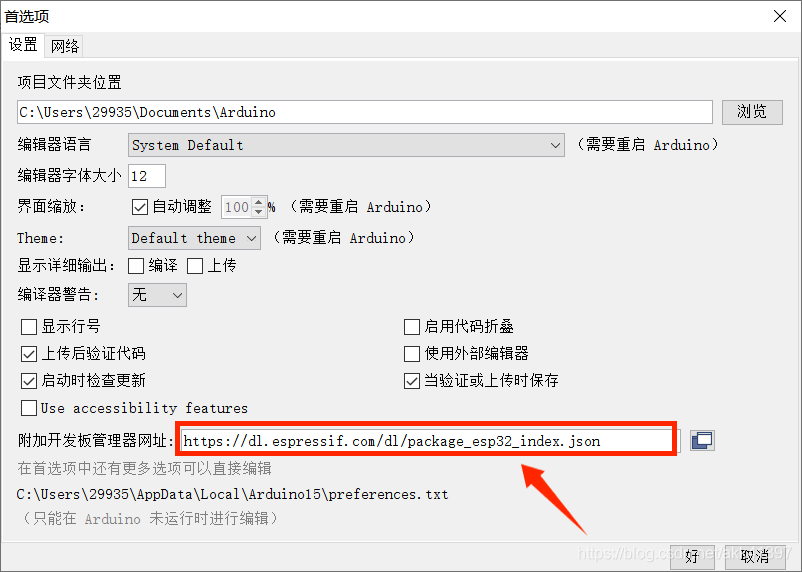 首选项
设置 网络
项目文件夹位置
C:\Users\29935\Documents\Arduino 浏览
编辑器语言 System Default （需要重启 Arduino）
编辑器字体大小 12
界面缩放： 自动调整 100 % （需要重启 Arduino）
Theme: Default theme （需要重启 Arduino）
显示详细输出： 编译 上传
编译器警告: 无
显示行号 启用代码折叠
上传后验证代码 使用外部编辑器
启动时检查更新 当验证或上传时保存
Use accessibility features
附加开发板管理器网址: https://dl.espressif.com/dl/package_esp32_index.json
在首选项中还有更多选项可以直接编辑
C:\Users\29935\AppData\Local\Arduino15\preferences.txt
（只能在 Arduino 未运行时进行编辑）
好 取消